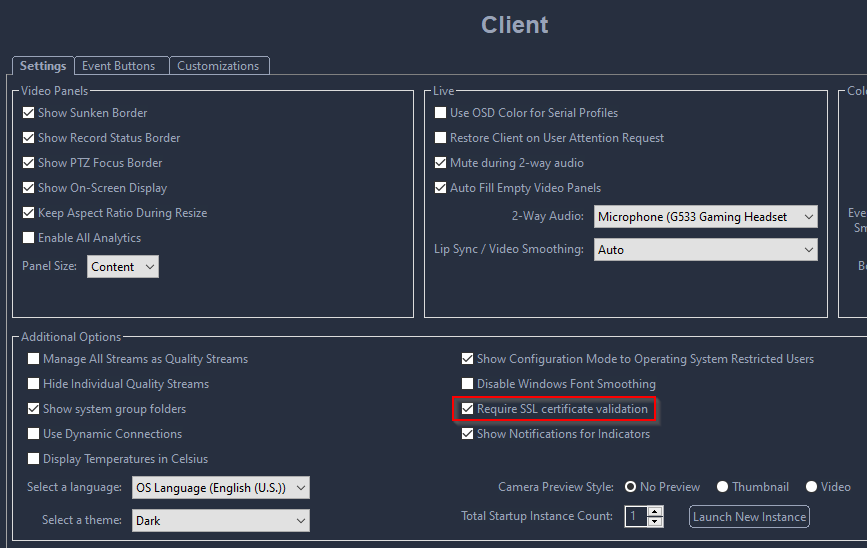 Client
Settings
Event Buttons
Customizations
Video Panels
Show Sunken Border
Show Record Status Border
Show PTZ Focus Border
Show On-Screen Display
Keep Aspect Ratio During Resize
Enable All Analytics
Panel Size: Content
Live
Use OSD Color for Serial Profiles
Restore Client on User Attention Request
Mute during 2-way audio
Auto Fill Empty Video Panels
2-Way Audio: Microphone (G533 Gaming Headset
Lip Sync / Video Smoothing: Auto
Additional Options
Manage All Streams as Quality Streams
Hide Individual Quality Streams
Show system group folders
Use Dynamic Connections
Display Temperatures in Celsius
Select a language: OS Language (English (U.S.))
Select a theme: Dark
Show Configuration Mode to Operating System Restricted Users
Disable Windows Font Smoothing
Require SSL certificate validation
Show Notifications for Indicators
Camera Preview Style: No Preview Thumbnail Video
Total Startup Instance Count: 1 Launch New Instance